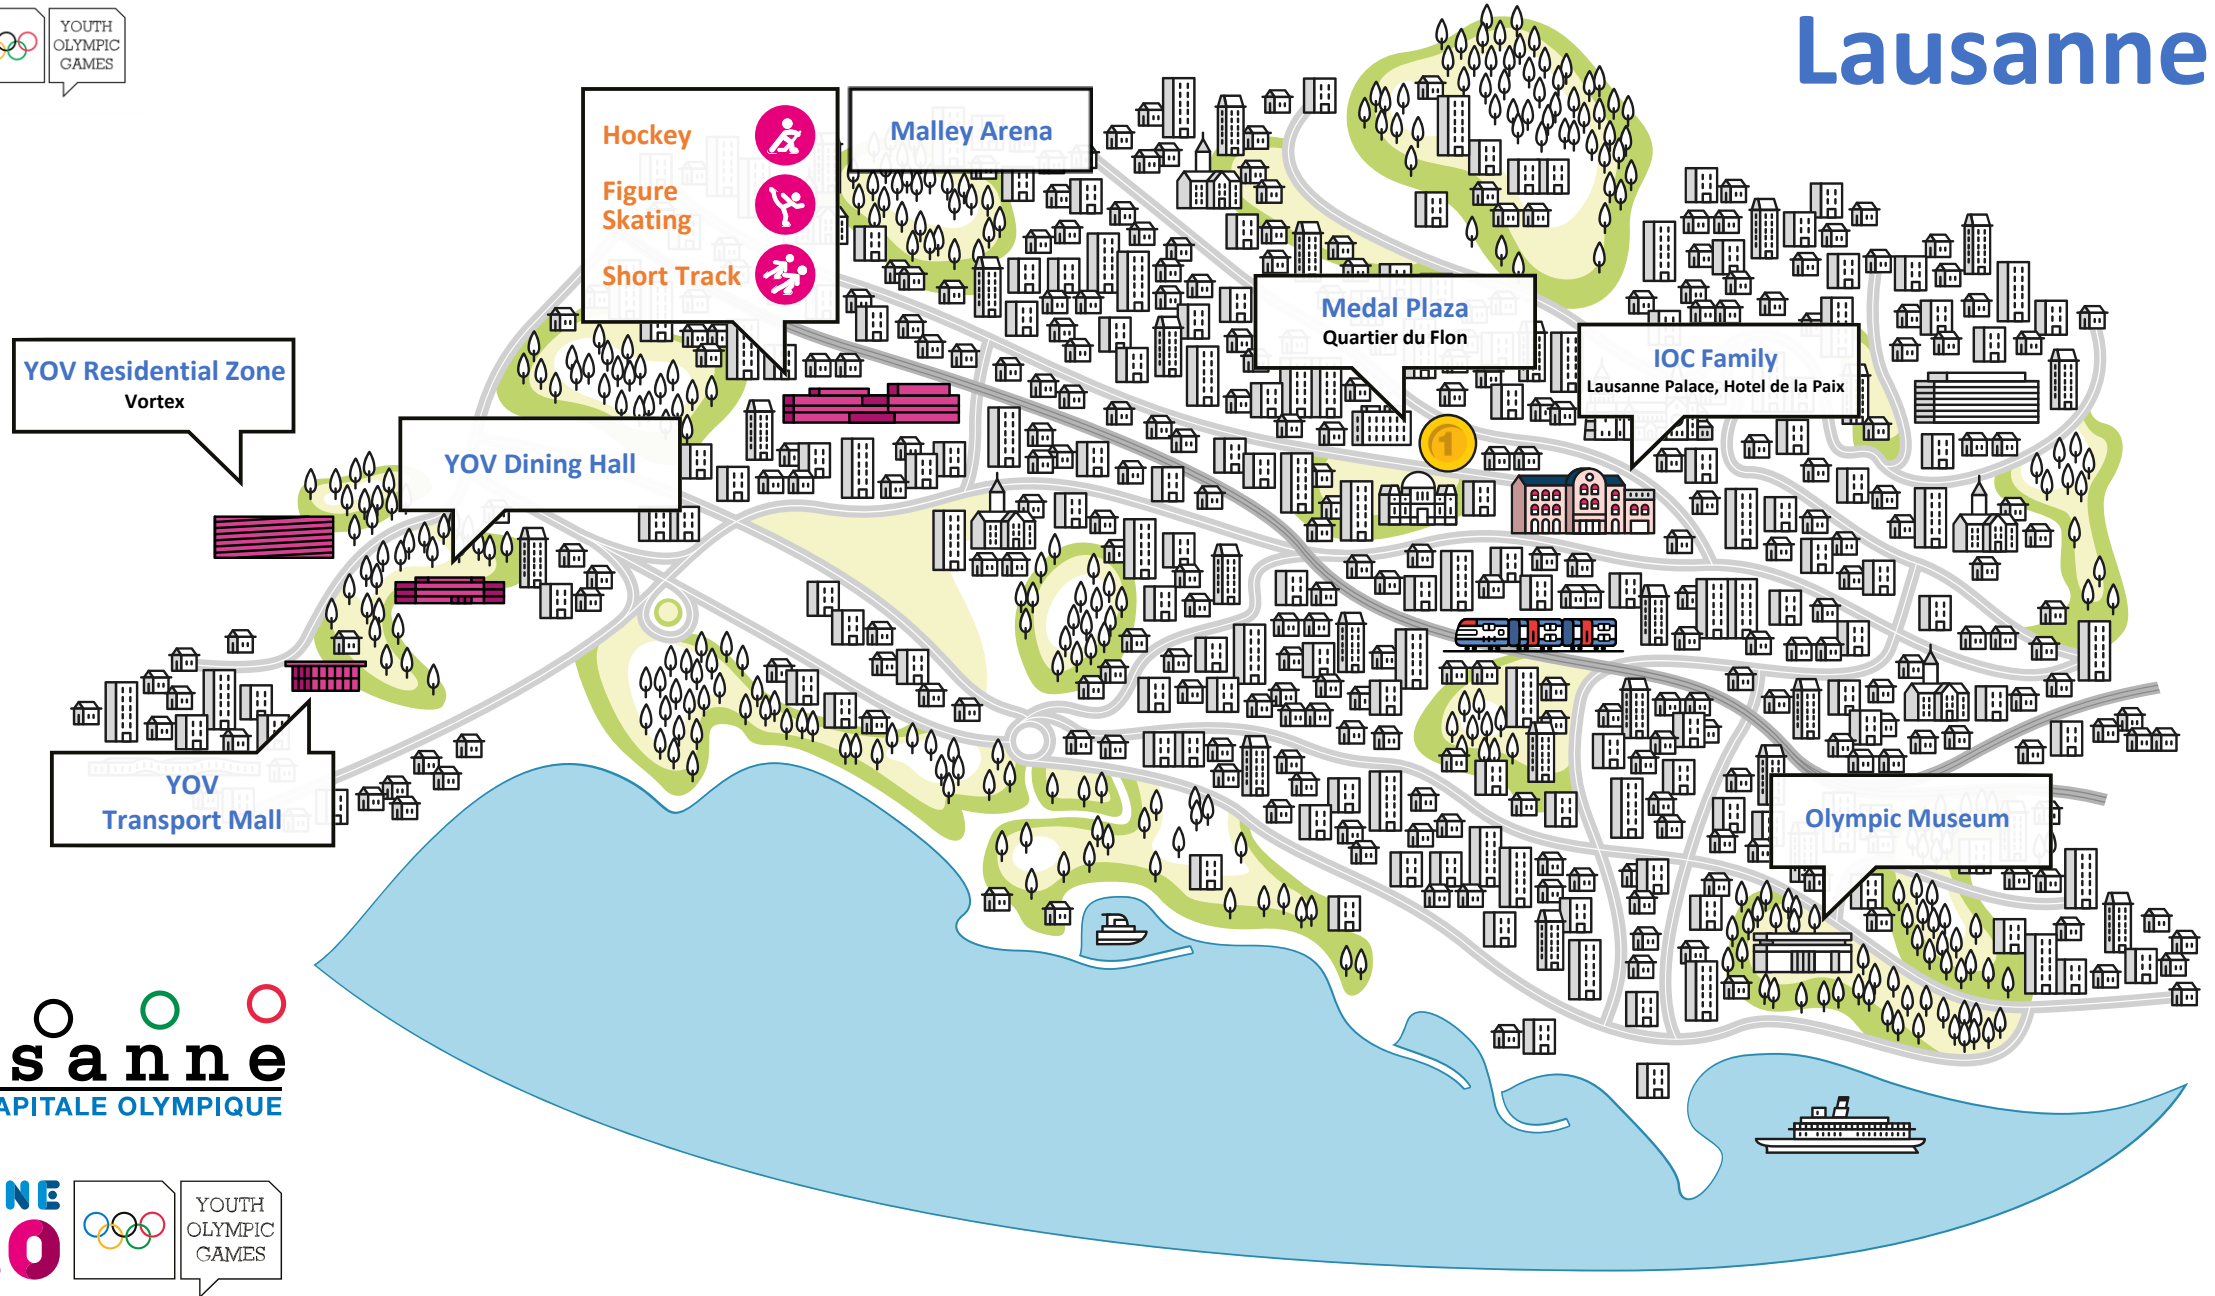 YOUTH
OLYMPIC
GAMES
Lausanne
Hockey
Figure
Skating
Short Track
Malley Arena
Medal Plaza
Quartier du Flon
IOC Family
Lausanne Palace, Hotel de la Paix
YOV Residential Zone
Vortex
YOV Dining Hall
1
YOV
Transport Mall
Olympic Museum
sanne
APITALE OLYMPIQUE
NE
O
YOUTH
OLYMPIC
GAMES